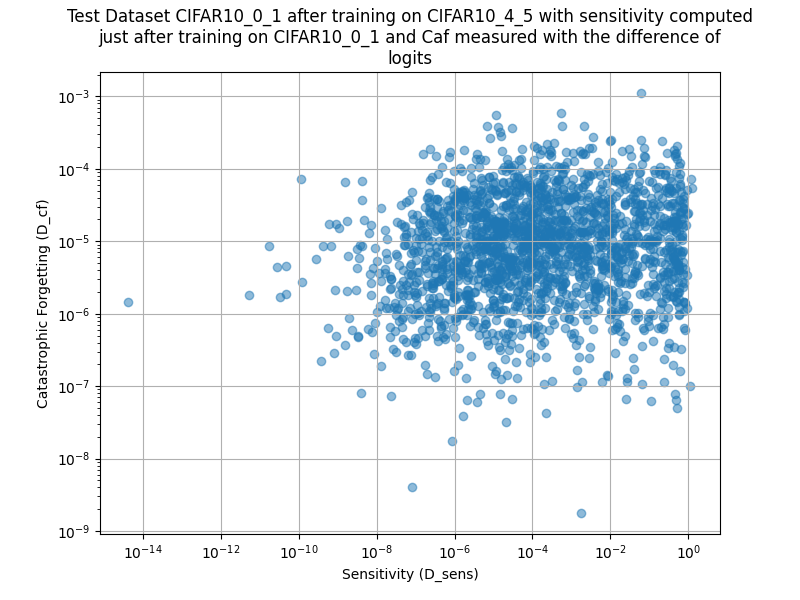 Test Dataset CIFAR10_0_1 after training on CIFAR10_4_5 with sensitivity computed
just after training on CIFAR10_0_1 and Caf measured with the difference of
logits
Catastrophic Forgetting (D_cf)
10⁻³
10⁻⁴
10⁻⁵
10⁻⁶
10⁻⁷
10⁻⁸
10⁻⁹
10⁻¹⁴ 10⁻¹² 10⁻¹⁰ 10⁻⁸ 10⁻⁶ 10⁻⁴ 10⁻² 10⁰
Sensitivity (D_sens)